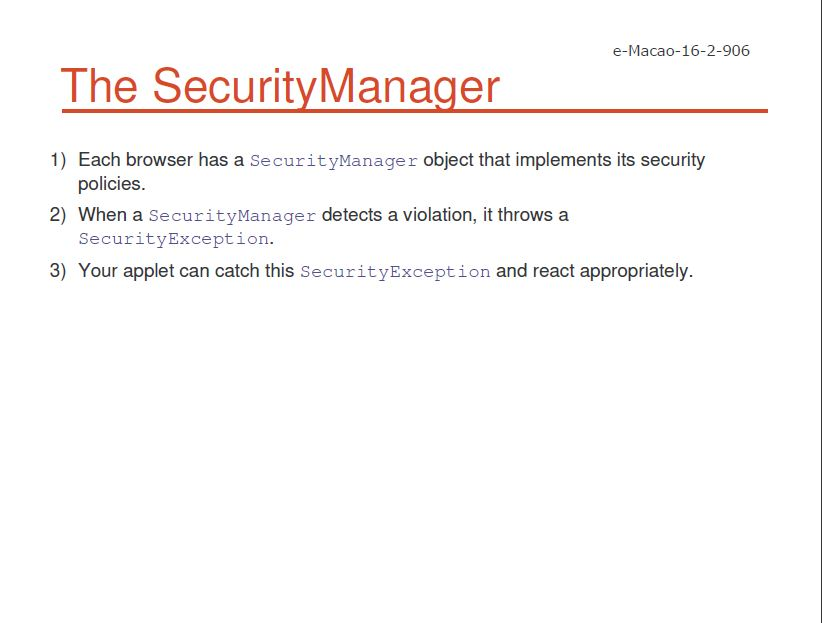 e-Macao-16-2-906
The SecurityManager
1) Each browser has a SecurityManager object that implements its security
policies.
2) When a SecurityManager detects a violation, it throws a
SecurityException.
3) Your applet can catch this SecurityException and react appropriately.